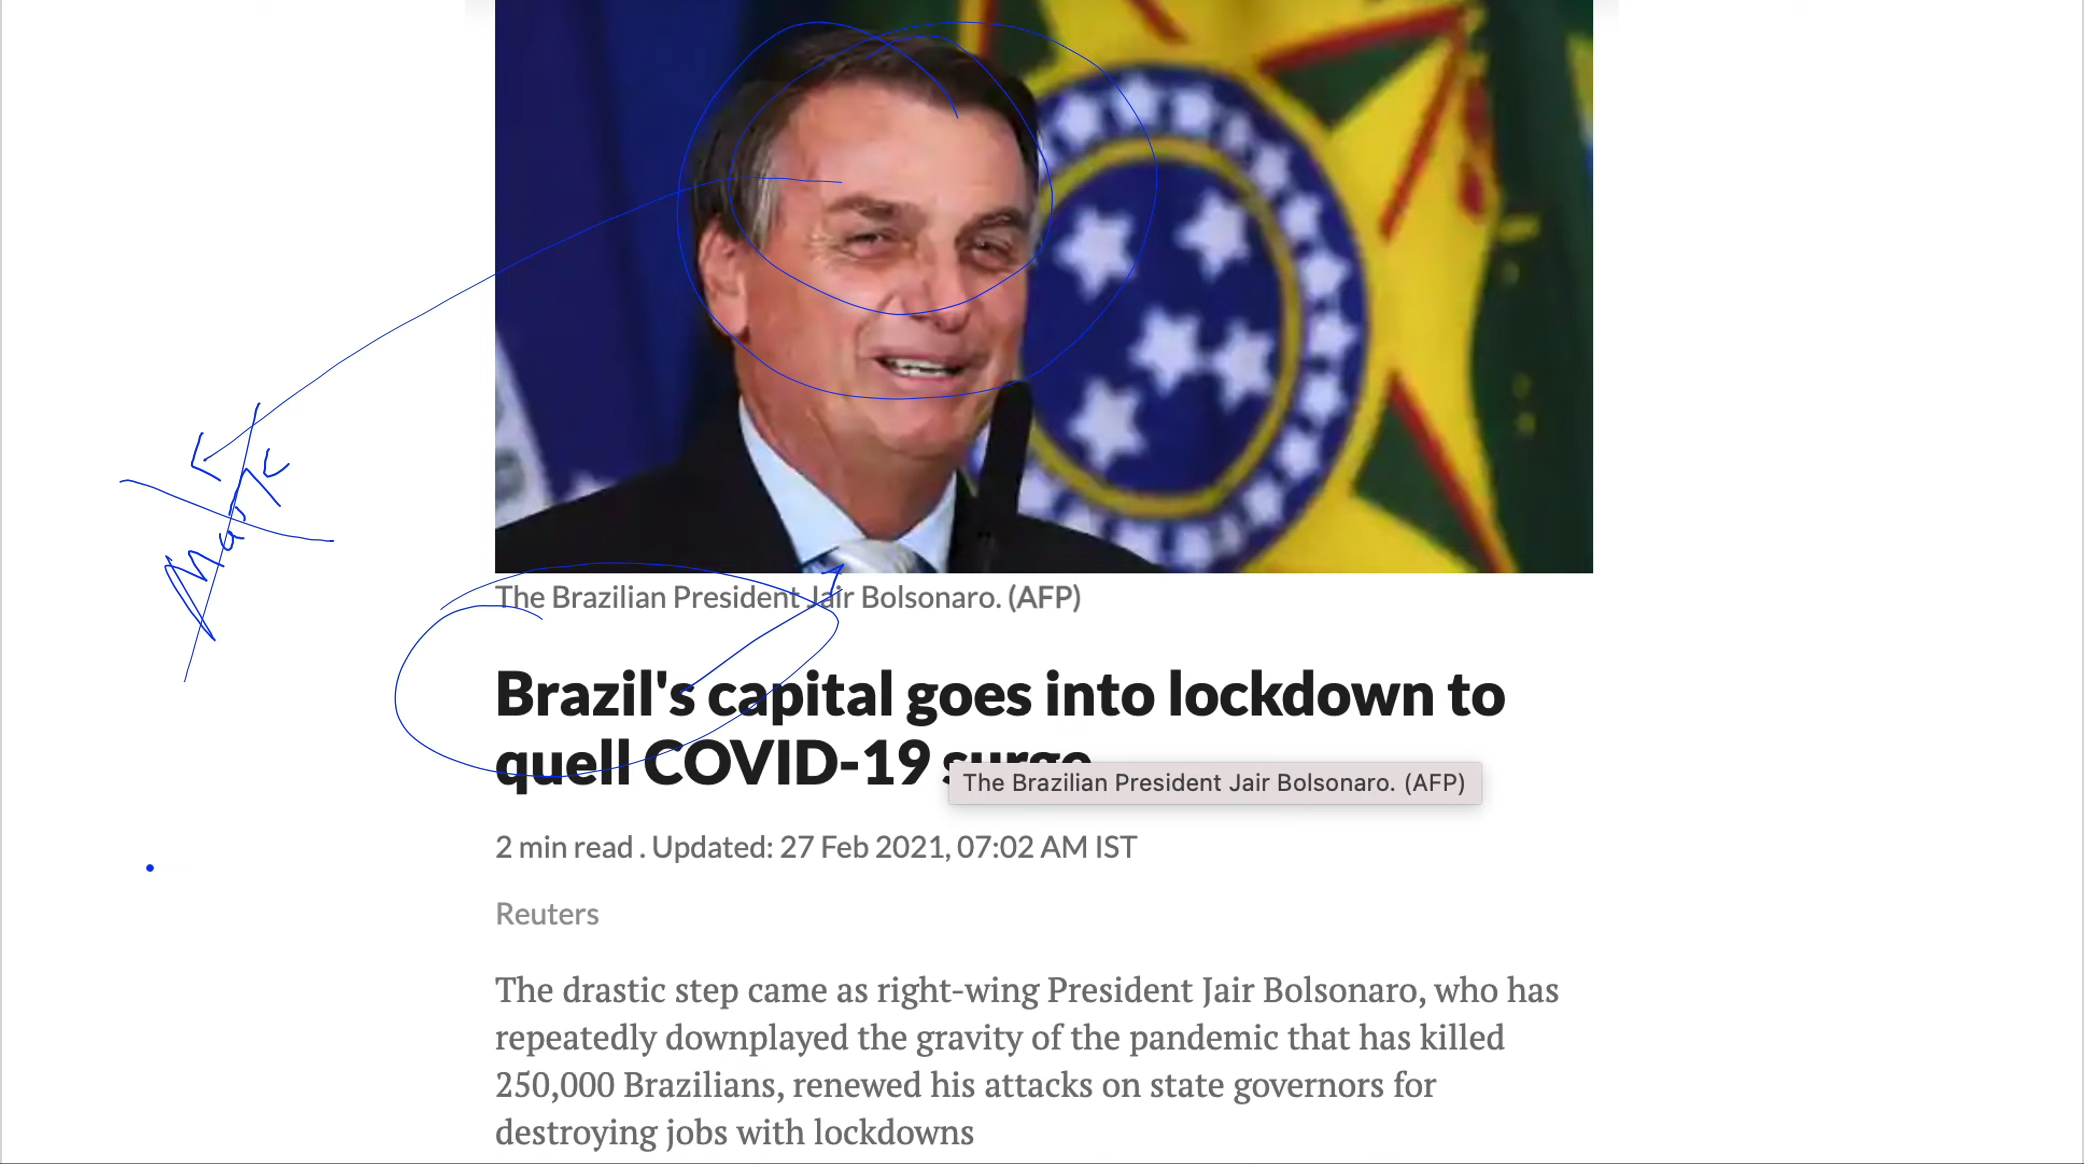 Mask
The Brazilian President Jair Bolsonaro. (AFP)
Brazil's capital goes into lockdown to
quell COVID-19 surge
The Brazilian President Jair Bolsonaro. (AFP)
2 min read . Updated: 27 Feb 2021, 07:02 AM IST
Reuters
The drastic step came as right-wing President Jair Bolsonaro, who has
repeatedly downplayed the gravity of the pandemic that has killed
250,000 Brazilians, renewed his attacks on state governors for
destroying jobs with lockdowns